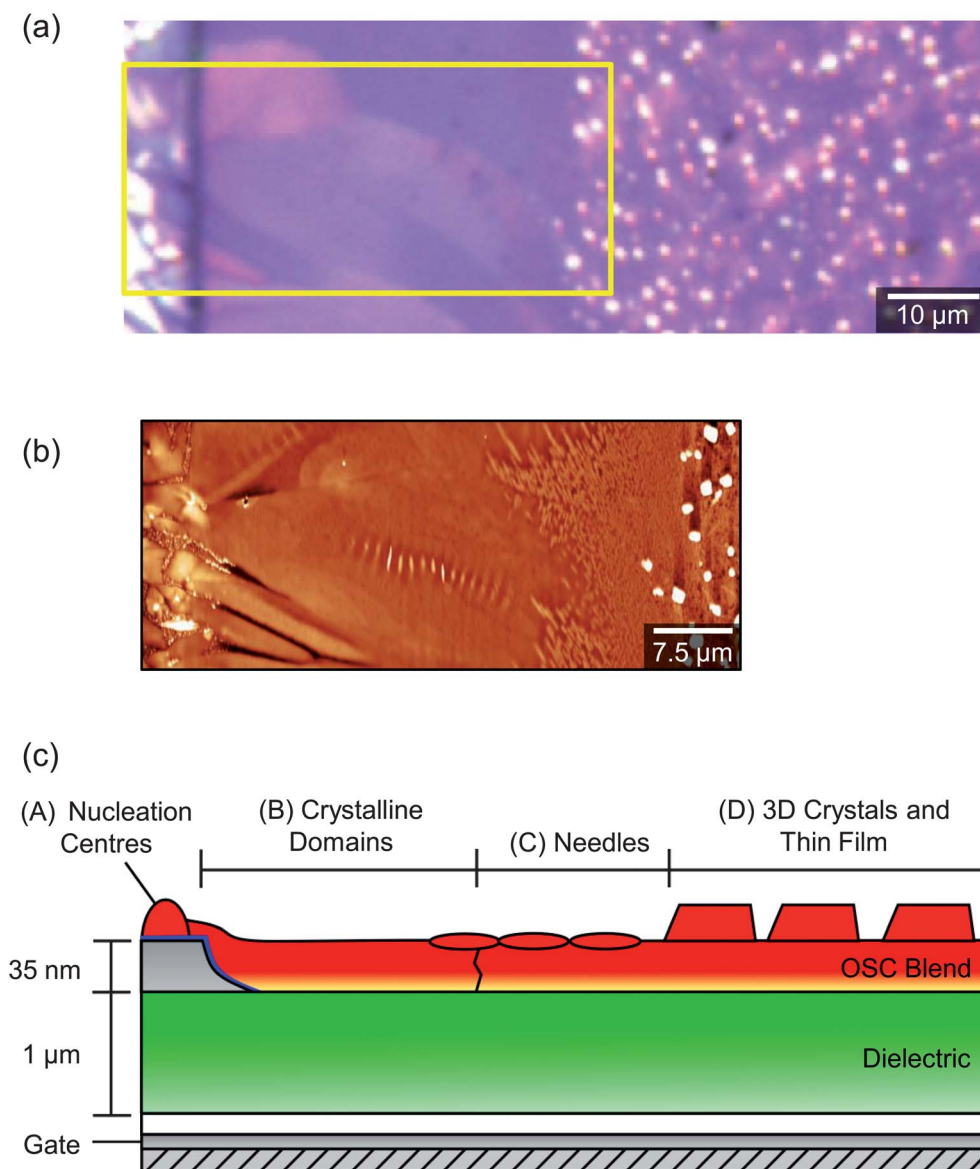 (a)
10 μm
(b)
7.5 μm
(c)
(A) Nucleation
Centres
(B) Crystalline
Domains
(C) Needles
(D) 3D Crystals and
Thin Film
35 nm
OSC Blend
1 μm
Dielectric
Gate